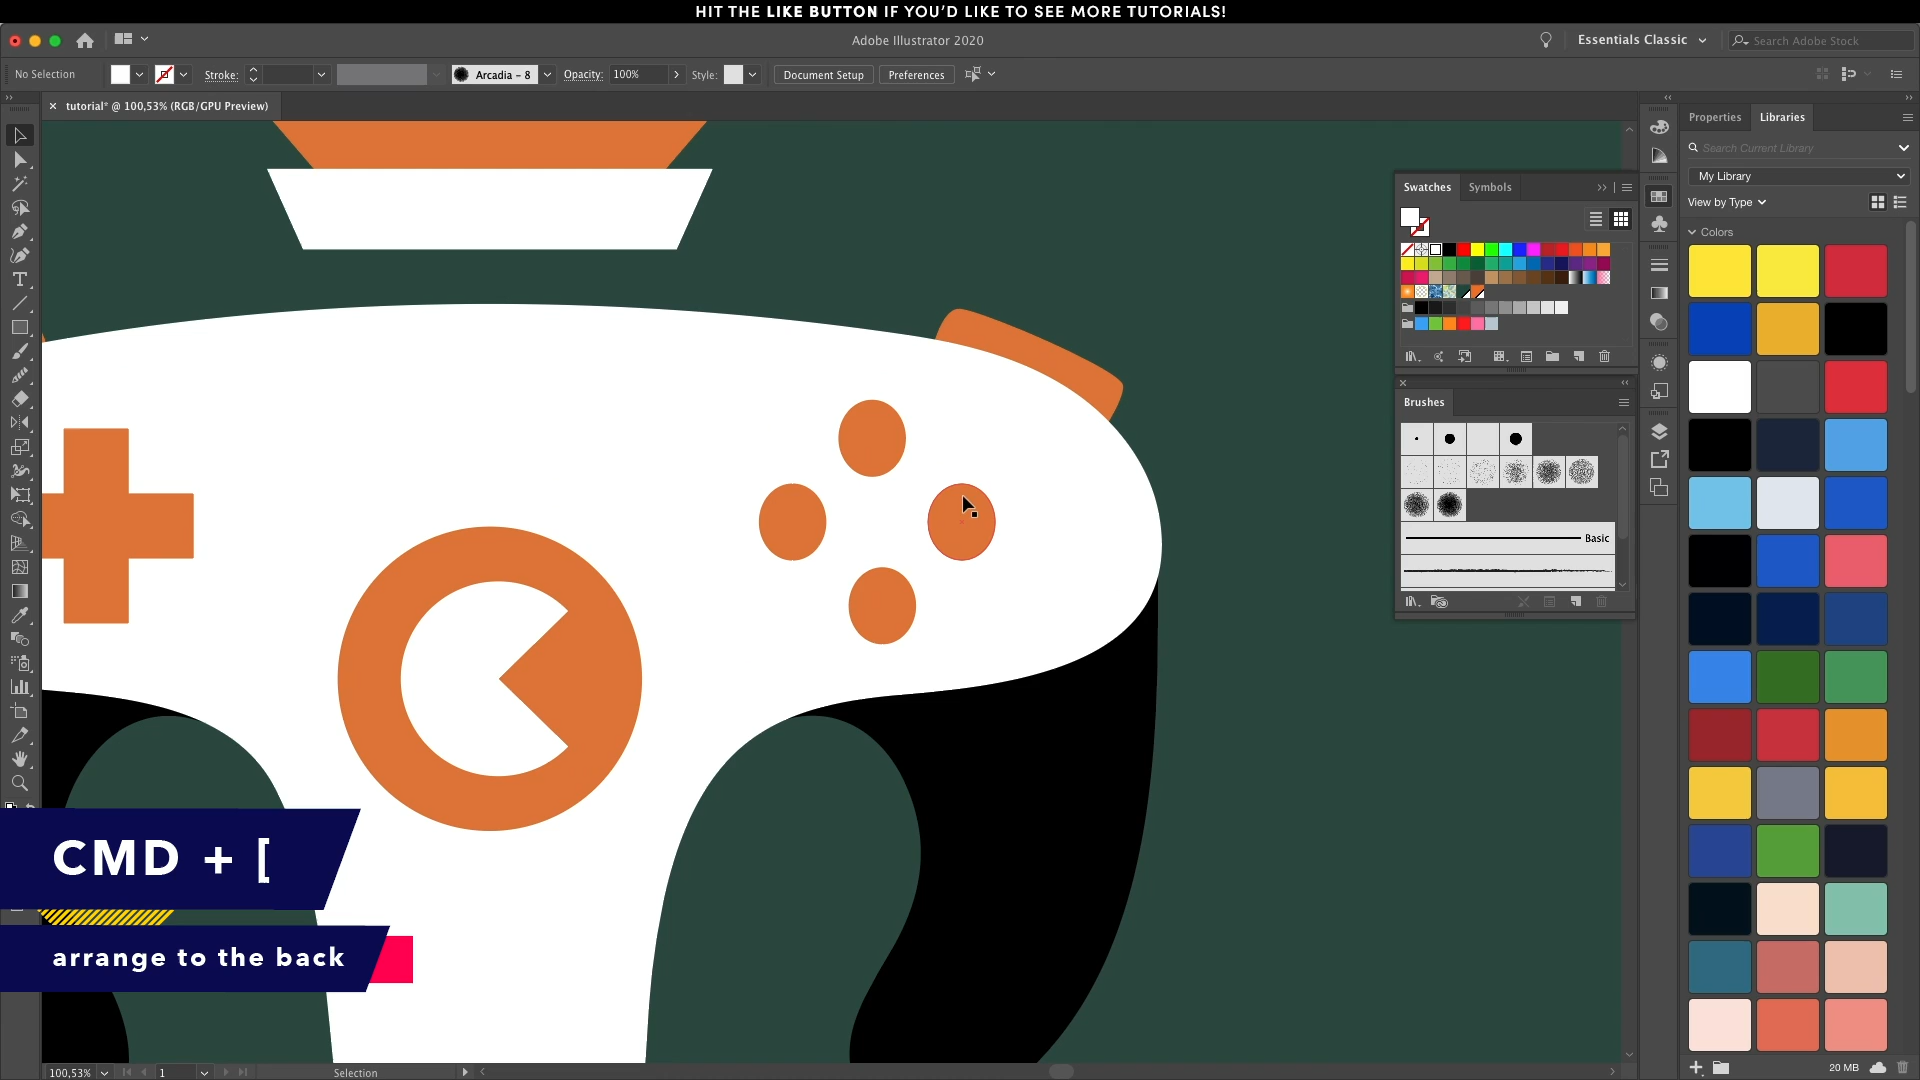 HIT THE LIKE BUTTON IF YOU'D LIKE TO SEE MORE TUTORIALS!
Adobe Illustrator 2020
Essentials Classic
Search Adobe Stock
No Selection
Stroke:
Arcadia - 8
Opacity: 100%
Style:
Document Setup
Preferences
tutorial* @ 100,53% (RGB/GPU Preview)
Properties
Libraries
Search Current Library
My Library
View by Type
Colors
Swatches
Symbols
Brushes
Basic
CMD + [
arrange to the back
100,53%
1
Selection
20 MB